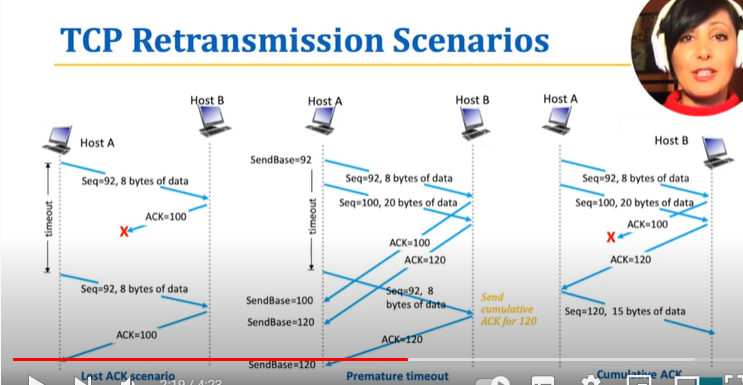 TCP Retransmission Scenarios
Host B
Host A
timeout
Seq=92, 8 bytes of data
ACK=100
X
Seq=92, 8 bytes of data
ACK=100
Lost ACK scenario
Host A
Host B
SendBase=92
timeout
Seq=92, 8 bytes of data
Seq=100, 20 bytes of data
ACK=100
ACK=120
Seq=92, 8
bytes of data
SendBase=100
SendBase=120
Send
cumulative
ACK for 120
ACK=120
SendBase=120
Premature timeout
Host A
Host B
Seq=92, 8 bytes of data
Seq=100, 20 bytes of data
ACK=100
X
ACK=120
Seq=120, 15 bytes of data
Cumulative ACK
2:19 / 4:23